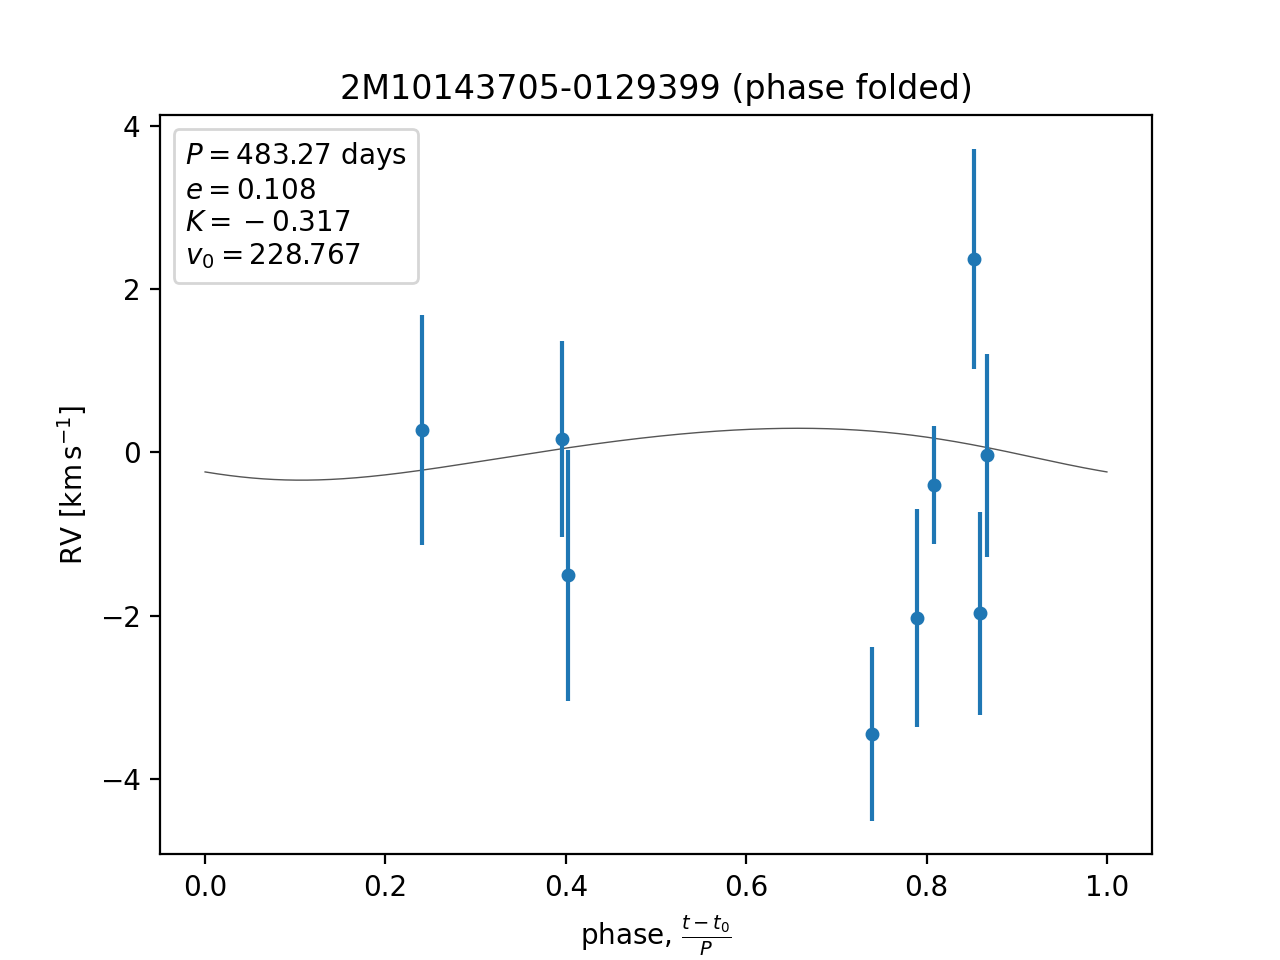 2M10143705-0129399 (phase folded)
P = 483.27 days
e = 0.108
K = −0.317
v₀ = 228.767
RV [km s⁻¹]
4
2
0
−2
−4
0.0 0.2 0.4 0.6 0.8 1.0
phase, (t − t₀)/P